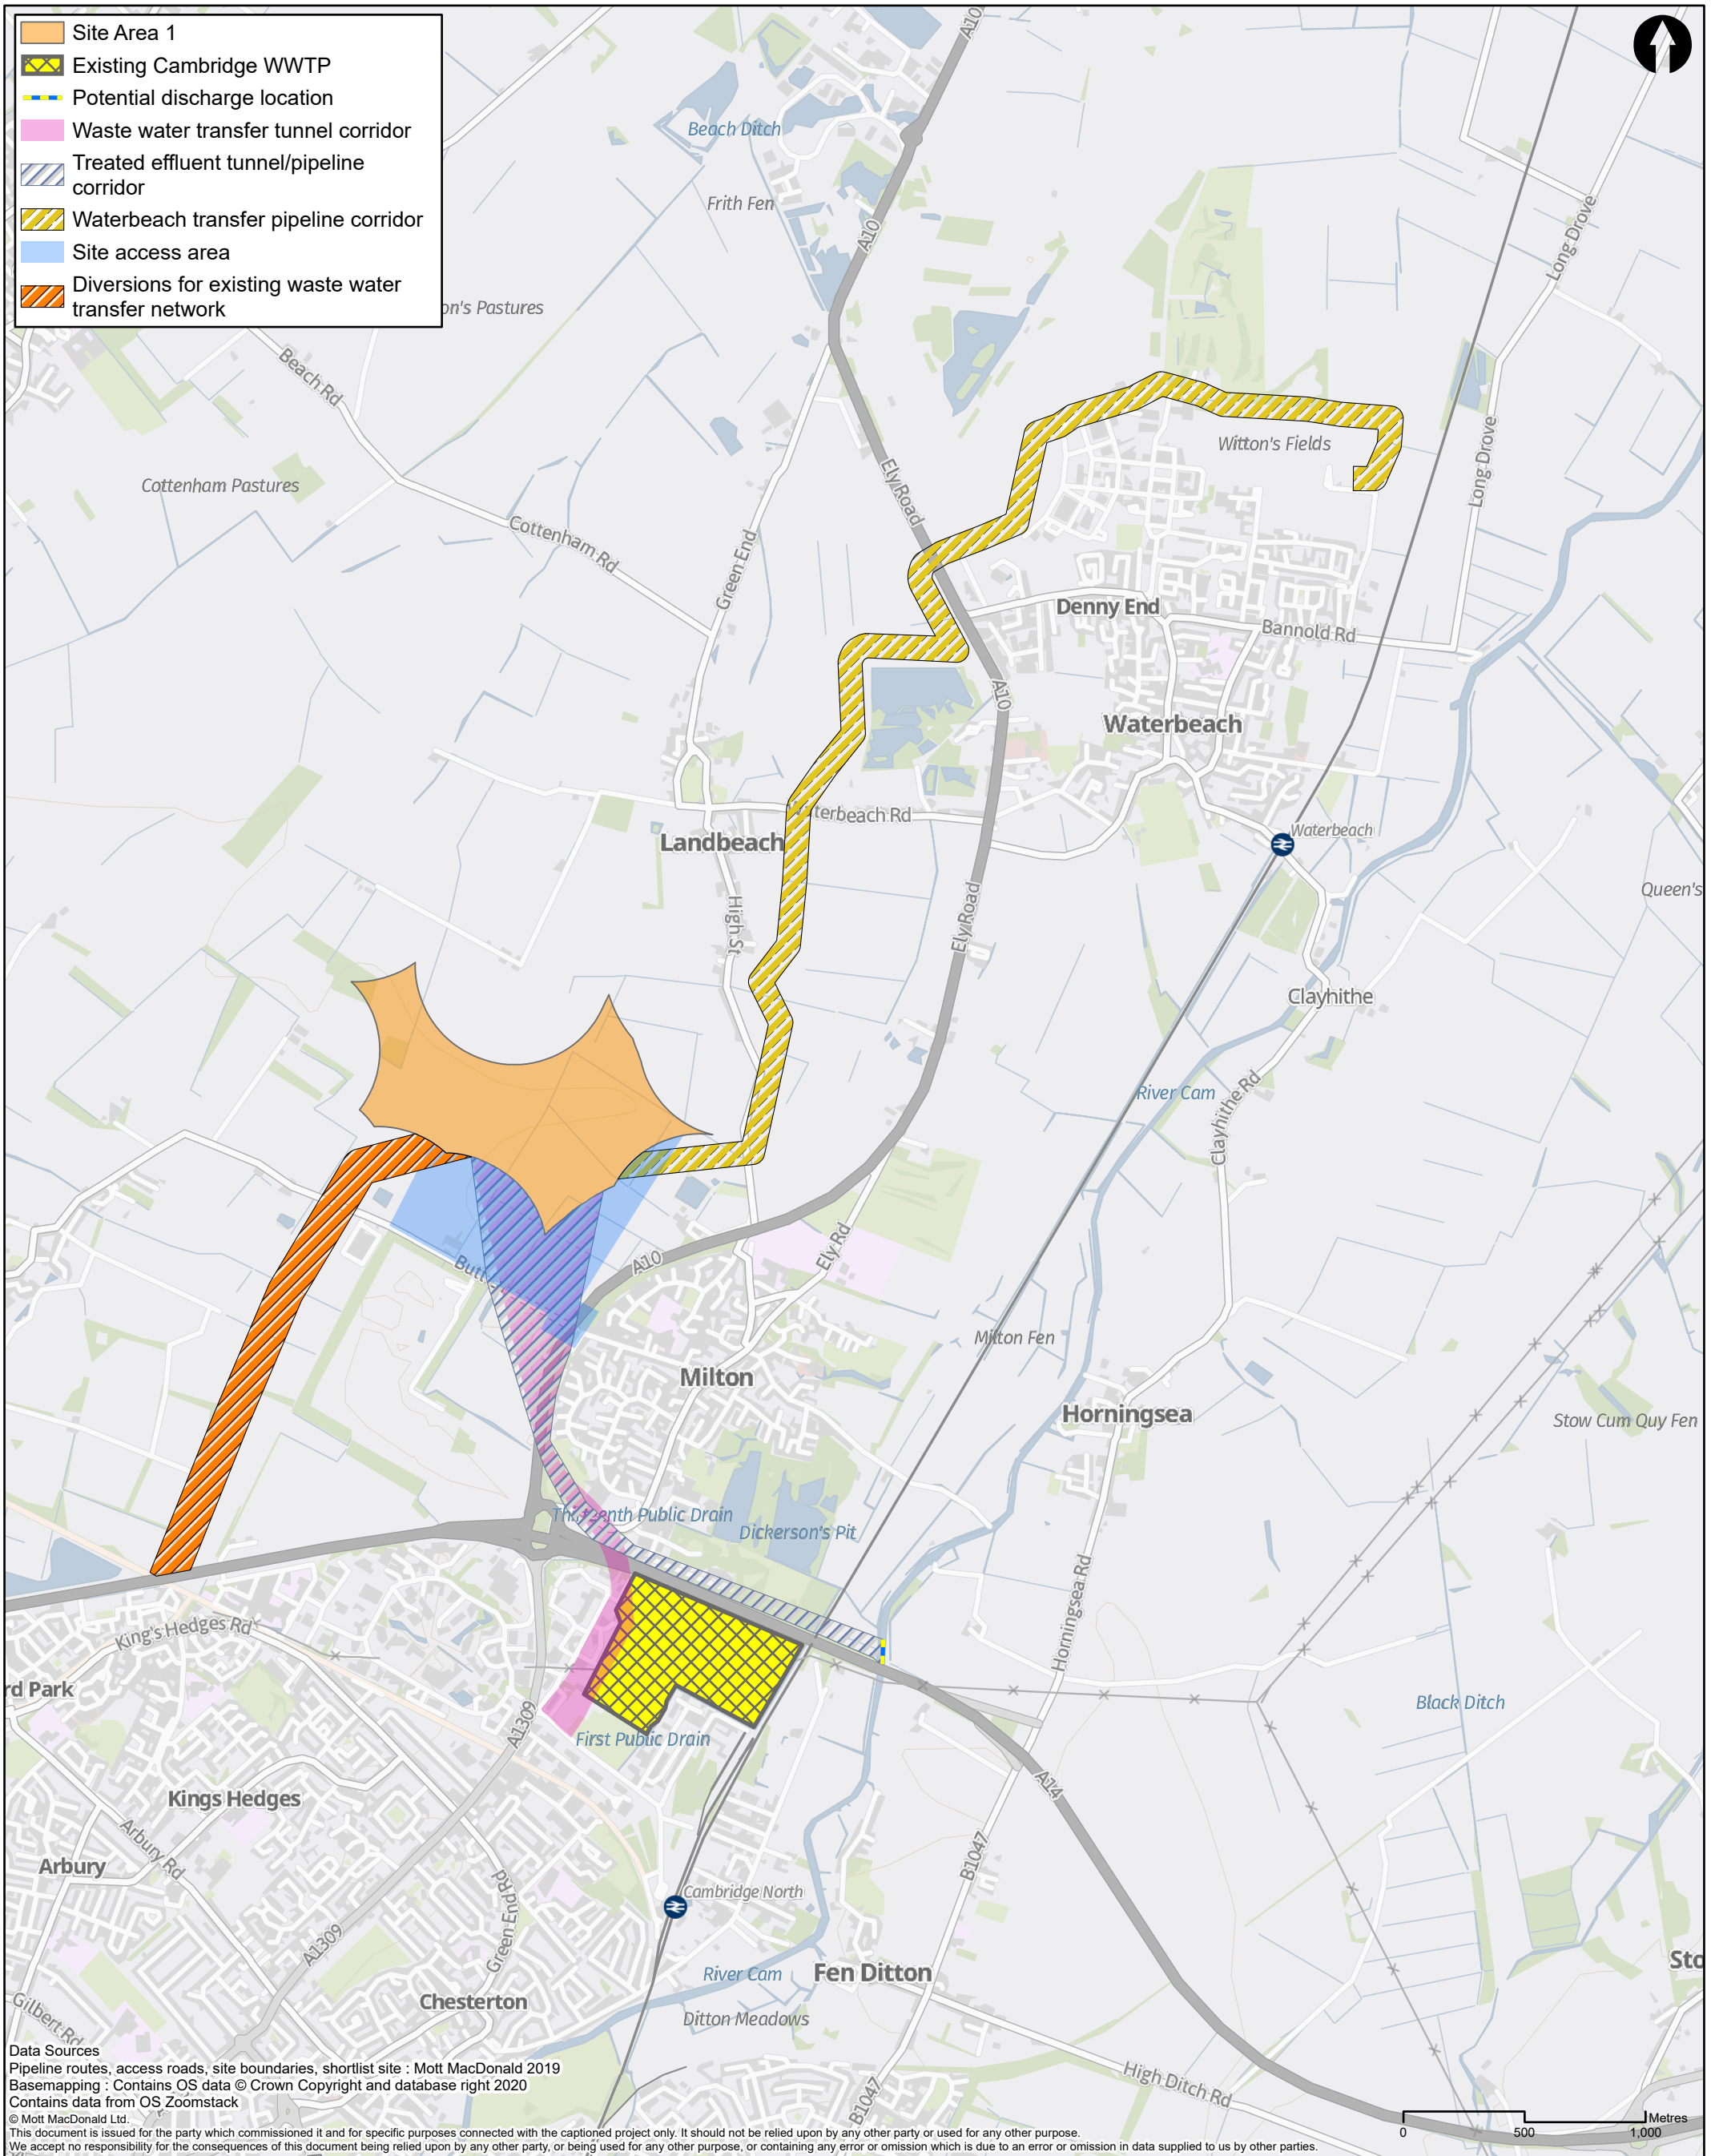 Site Area 1
Existing Cambridge WWTP
Potential discharge location
Waste water transfer tunnel corridor
Treated effluent tunnel/pipeline
corridor
Waterbeach transfer pipeline corridor
Site access area
Diversions for existing waste water
transfer network
A10
Beach Ditch
Frith Fen
A10
Long Drove
on's Pastures
Beach Rd
Witton's Fields
Cottenham Pastures
Ely Road
Long Drove
Cottenham Rd
Green End
Denny End
Bannold Rd
A10
Waterbeach
Waterbeach Rd
Landbeach
Waterbeach
Queen's
High St
Ely Road
Clayhithe
River Cam
Clayhithe Rd
Ely Rd
A10
Butt
Milton Fen
Milton
Horningsea
Stow Cum Quy Fen
Thirteenth Public Drain
Dickerson's Pit
Horningsea Rd
King's Hedges Rd
rd Park
Black Ditch
A1309
First Public Drain
A14
Kings Hedges
Arbury Rd
B1047
Arbury
Cambridge North
Green End Rd
A1309
River Cam
Fen Ditton
Sto
Chesterton
Ditton Meadows
Gilbert Rd
High Ditch Rd
B1047
Data Sources
Pipeline routes, access roads, site boundaries, shortlist site : Mott MacDonald 2019
Basemapping : Contains OS data © Crown Copyright and database right 2020
Contains data from OS Zoomstack
© Mott MacDonald Ltd.
This document is issued for the party which commissioned it and for specific purposes connected with the captioned project only. It should not be relied upon by any other party or used for any other purpose.
We accept no responsibility for the consequences of this document being relied upon by any other party, or being used for any other purpose, or containing any error or omission which is due to an error or omission in data supplied to us by other parties.
Metres
0 500 1,000